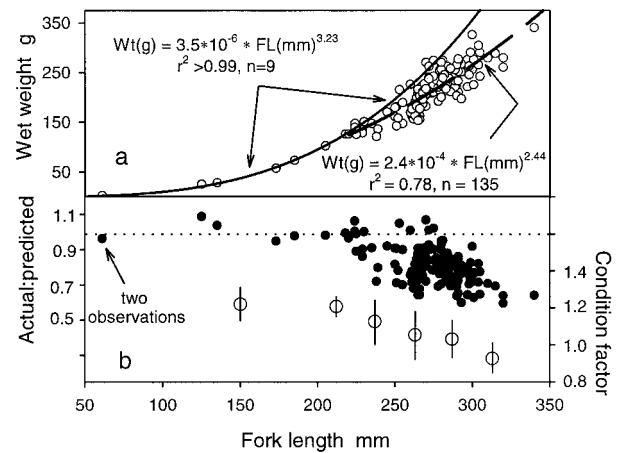 350
250
150
50
Wet weight g
Wt(g) = 3.5*10-6 * FL(mm)3.23
r2 >0.99, n=9
a
Wt(g) = 2.4*10-4 * FL(mm)2.44
r2 = 0.78, n = 135
1.1
0.9
0.7
0.5
Actual:predicted
two
observations
b
1.4
1.2
1.0
0.8
Condition factor
50 100 150 200 250 300 350
Fork length mm